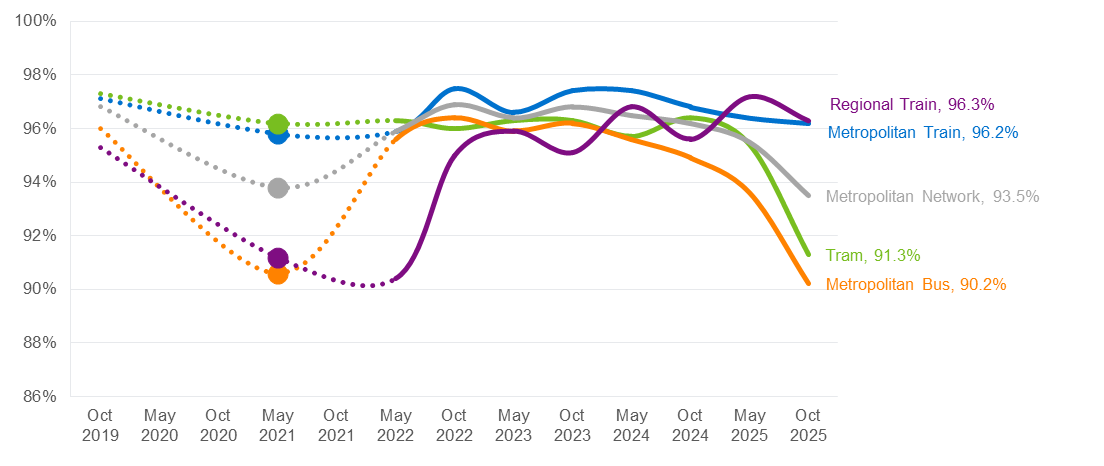 100%
98%
96%
94%
92%
90%
88%
86%
Regional Train, 96.3%
Metropolitan Train, 96.2%
Metropolitan Network, 93.5%
Tram, 91.3%
Metropolitan Bus, 90.2%
Oct May Oct May Oct May Oct May Oct May Oct May Oct
2019 2020 2020 2021 2021 2022 2022 2023 2023 2024 2024 2025 2025